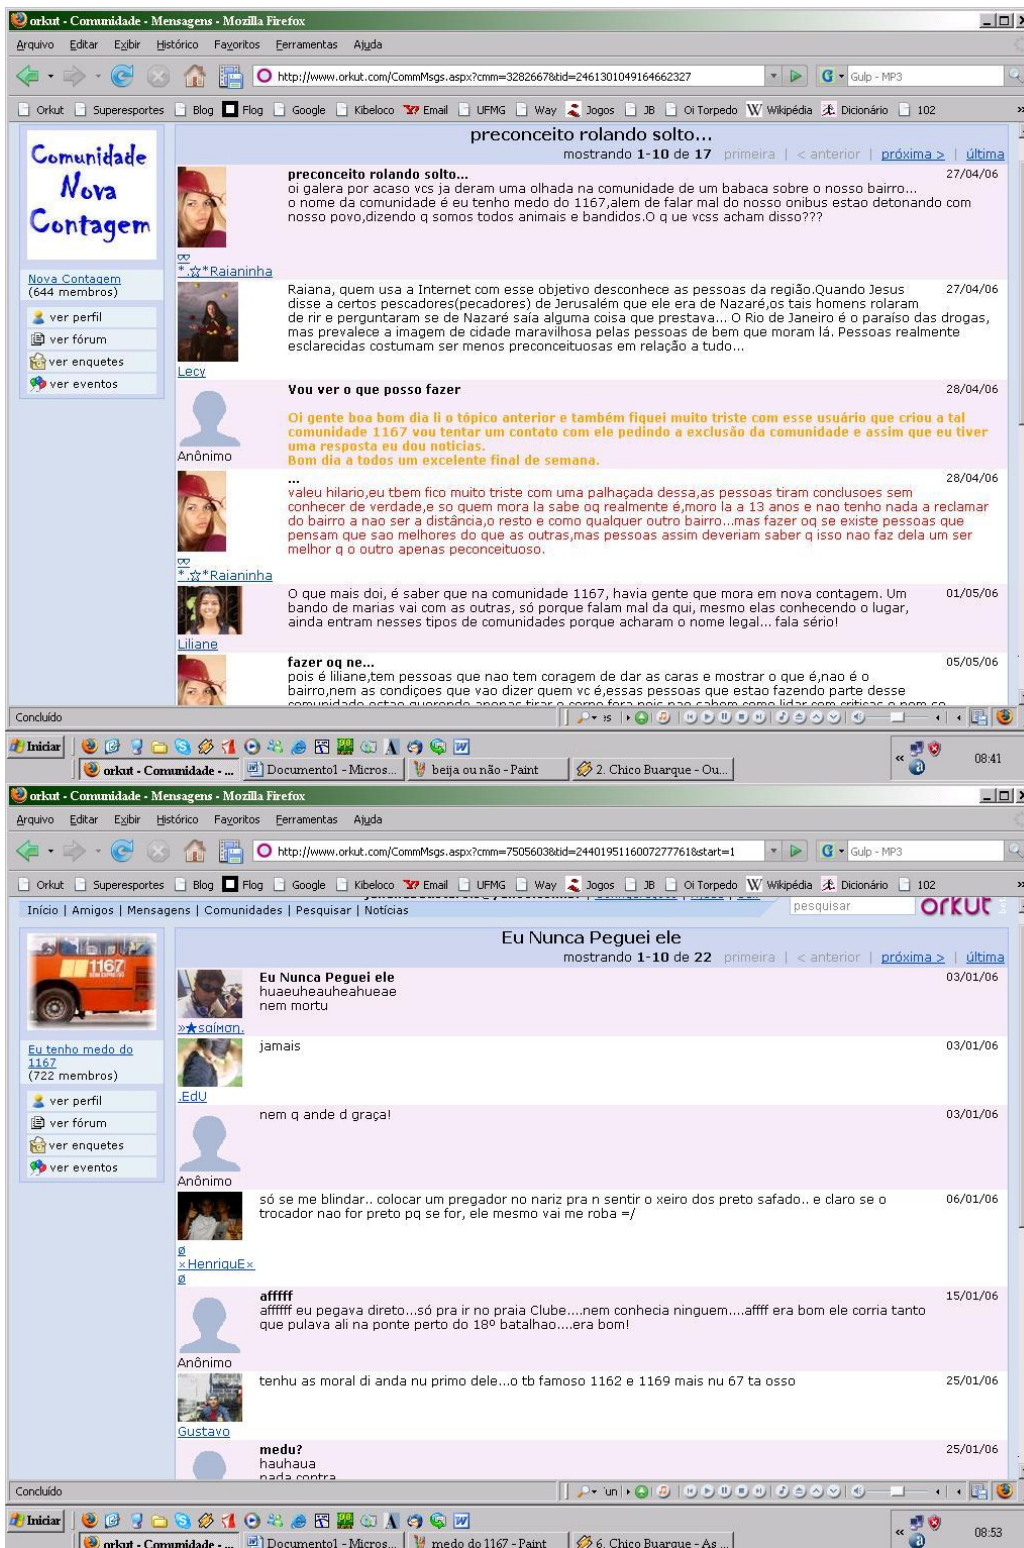 orkut - Comunidade - Mensagens - Mozilla Firefox
Arquivo Editar Exibir Histórico Favoritos Ferramentas Ajuda
http://www.orkut.com/CommMsgs.aspx?cmm=3282667&tid=2461301049164662327 G Gulp - MP3
Orkut Superesportes Blog Flog Google Kibeloco Email UFMG Way Jogos JB Oi Torpedo W Wikipédia Dicionário 102 »
Comunidade
Nova
Contagem
Nova Contagem
(644 membros)
ver perfil
ver fórum
ver enquetes
ver eventos
preconceito rolando solto...
mostrando 1-10 de 17 primeira | < anterior | próxima > | última
preconceito rolando solto... 27/04/06
oi galera por acaso vcs ja deram uma olhada na comunidade de um babaca sobre o nosso bairro...
o nome da comunidade é eu tenho medo do 1167,alem de falar mal do nosso onibus estao detonando com
nosso povo,dizendo q somos todos animais e bandidos.O q ue vcss acham disso???
*.☆*Raianinha
Raiana, quem usa a Internet com esse objetivo desconhece as pessoas da região.Quando Jesus 27/04/06
disse a certos pescadores(pecadores) de Jerusalém que ele era de Nazaré,os tais homens rolaram
de rir e perguntaram se de Nazaré saía alguma coisa que prestava... O Rio de Janeiro é o paraíso das drogas,
mas prevalece a imagem de cidade maravilhosa pelas pessoas de bem que moram lá. Pessoas realmente
esclarecidas costumam ser menos preconceituosas em relação a tudo...
Lecy
Vou ver o que posso fazer 28/04/06
Oi gente boa bom dia li o tópico anterior e também fiquei muito triste com esse usuário que criou a tal
comunidade 1167 vou tentar um contato com ele pedindo a exclusão da comunidade e assim que eu tiver
uma resposta eu dou noticias.
Bom dia a todos um excelente final de semana.
Anônimo
... 28/04/06
valeu hilario,eu tbem fico muito triste com uma palhaçada dessa,as pessoas tiram conclusoes sem
conhecer de verdade,e so quem mora la sabe oq realmente é,moro la a 13 anos e nao tenho nada a reclamar
do bairro a nao ser a distância,o resto e como qualquer outro bairro...mas fazer oq se existe pessoas que
pensam que sao melhores do que as outras,mas pessoas assim deveriam saber q isso nao faz dela um ser
melhor q o outro apenas peconceituoso.
*.☆*Raianinha
O que mais doi, é saber que na comunidade 1167, havia gente que mora em nova contagem. Um 01/05/06
bando de marias vai com as outras, só porque falam mal da qui, mesmo elas conhecendo o lugar,
ainda entram nesses tipos de comunidades porque acharam o nome legal... fala sério!
Liliane
fazer oq ne... 05/05/06
pois é liliane,tem pessoas que nao tem coragem de dar as caras e mostrar o que é,nao é o
bairro,nem as condiçoes que vao dizer quem vc é,essas pessoas que estao fazendo parte desse
comunidade estao querendo apenas tirar o corpo fora pois nao sabem como lidar com criticas e nem se
Concluído
Iniciar
orkut - Com... Documento1 - Micros... beija ou não - Paint 2. Chico Buarque - Ou... 08:41
orkut - Comunidade - Mensagens - Mozilla Firefox
Arquivo Editar Exibir Histórico Favoritos Ferramentas Ajuda
http://www.orkut.com/CommMsgs.aspx?cmm=7505603&tid=2440195116007277761&start=1 G Gulp - MP3
Orkut Superesportes Blog Flog Google Kibeloco Email UFMG Way Jogos JB Oi Torpedo W Wikipédia Dicionário 102 »
Início | Amigos | Mensagens | Comunidades | Pesquisar | Notícias pesquisar orkut
1167
Eu tenho medo do
1167
(722 membros)
ver perfil
ver fórum
ver enquetes
ver eventos
Eu Nunca Peguei ele
mostrando 1-10 de 22 primeira | < anterior | próxima > | última
Eu Nunca Peguei ele 03/01/06
huaeuheauheahueae
nem mortu
»★sαíмση.
jamais 03/01/06
.EdU
nem q ande d graça! 03/01/06
Anônimo
só se me blindar.. colocar um pregador no nariz pra n sentir o xeiro dos preto safado.. e claro se o 06/01/06
trocador nao for preto pq se for, ele mesmo vai me roba =/
ø
×HenriquE×
ø
afffff 15/01/06
affffff eu pegava direto...só pra ir no praia Clube....nem conhecia ninguem....affff era bom ele corria tanto
que pulava ali na ponte perto do 18º batalhao....era bom!
Anônimo
tenhu as moral di anda nu primo dele...o tb famoso 1162 e 1169 mais nu 67 ta osso 25/01/06
Gustavo
medu? 25/01/06
hauhaua
nada contra
Concluído
Iniciar
orkut - Comunidade - ... Documento1 - Micros... medo do 1167 - Paint 6. Chico Buarque - As ... 08:53